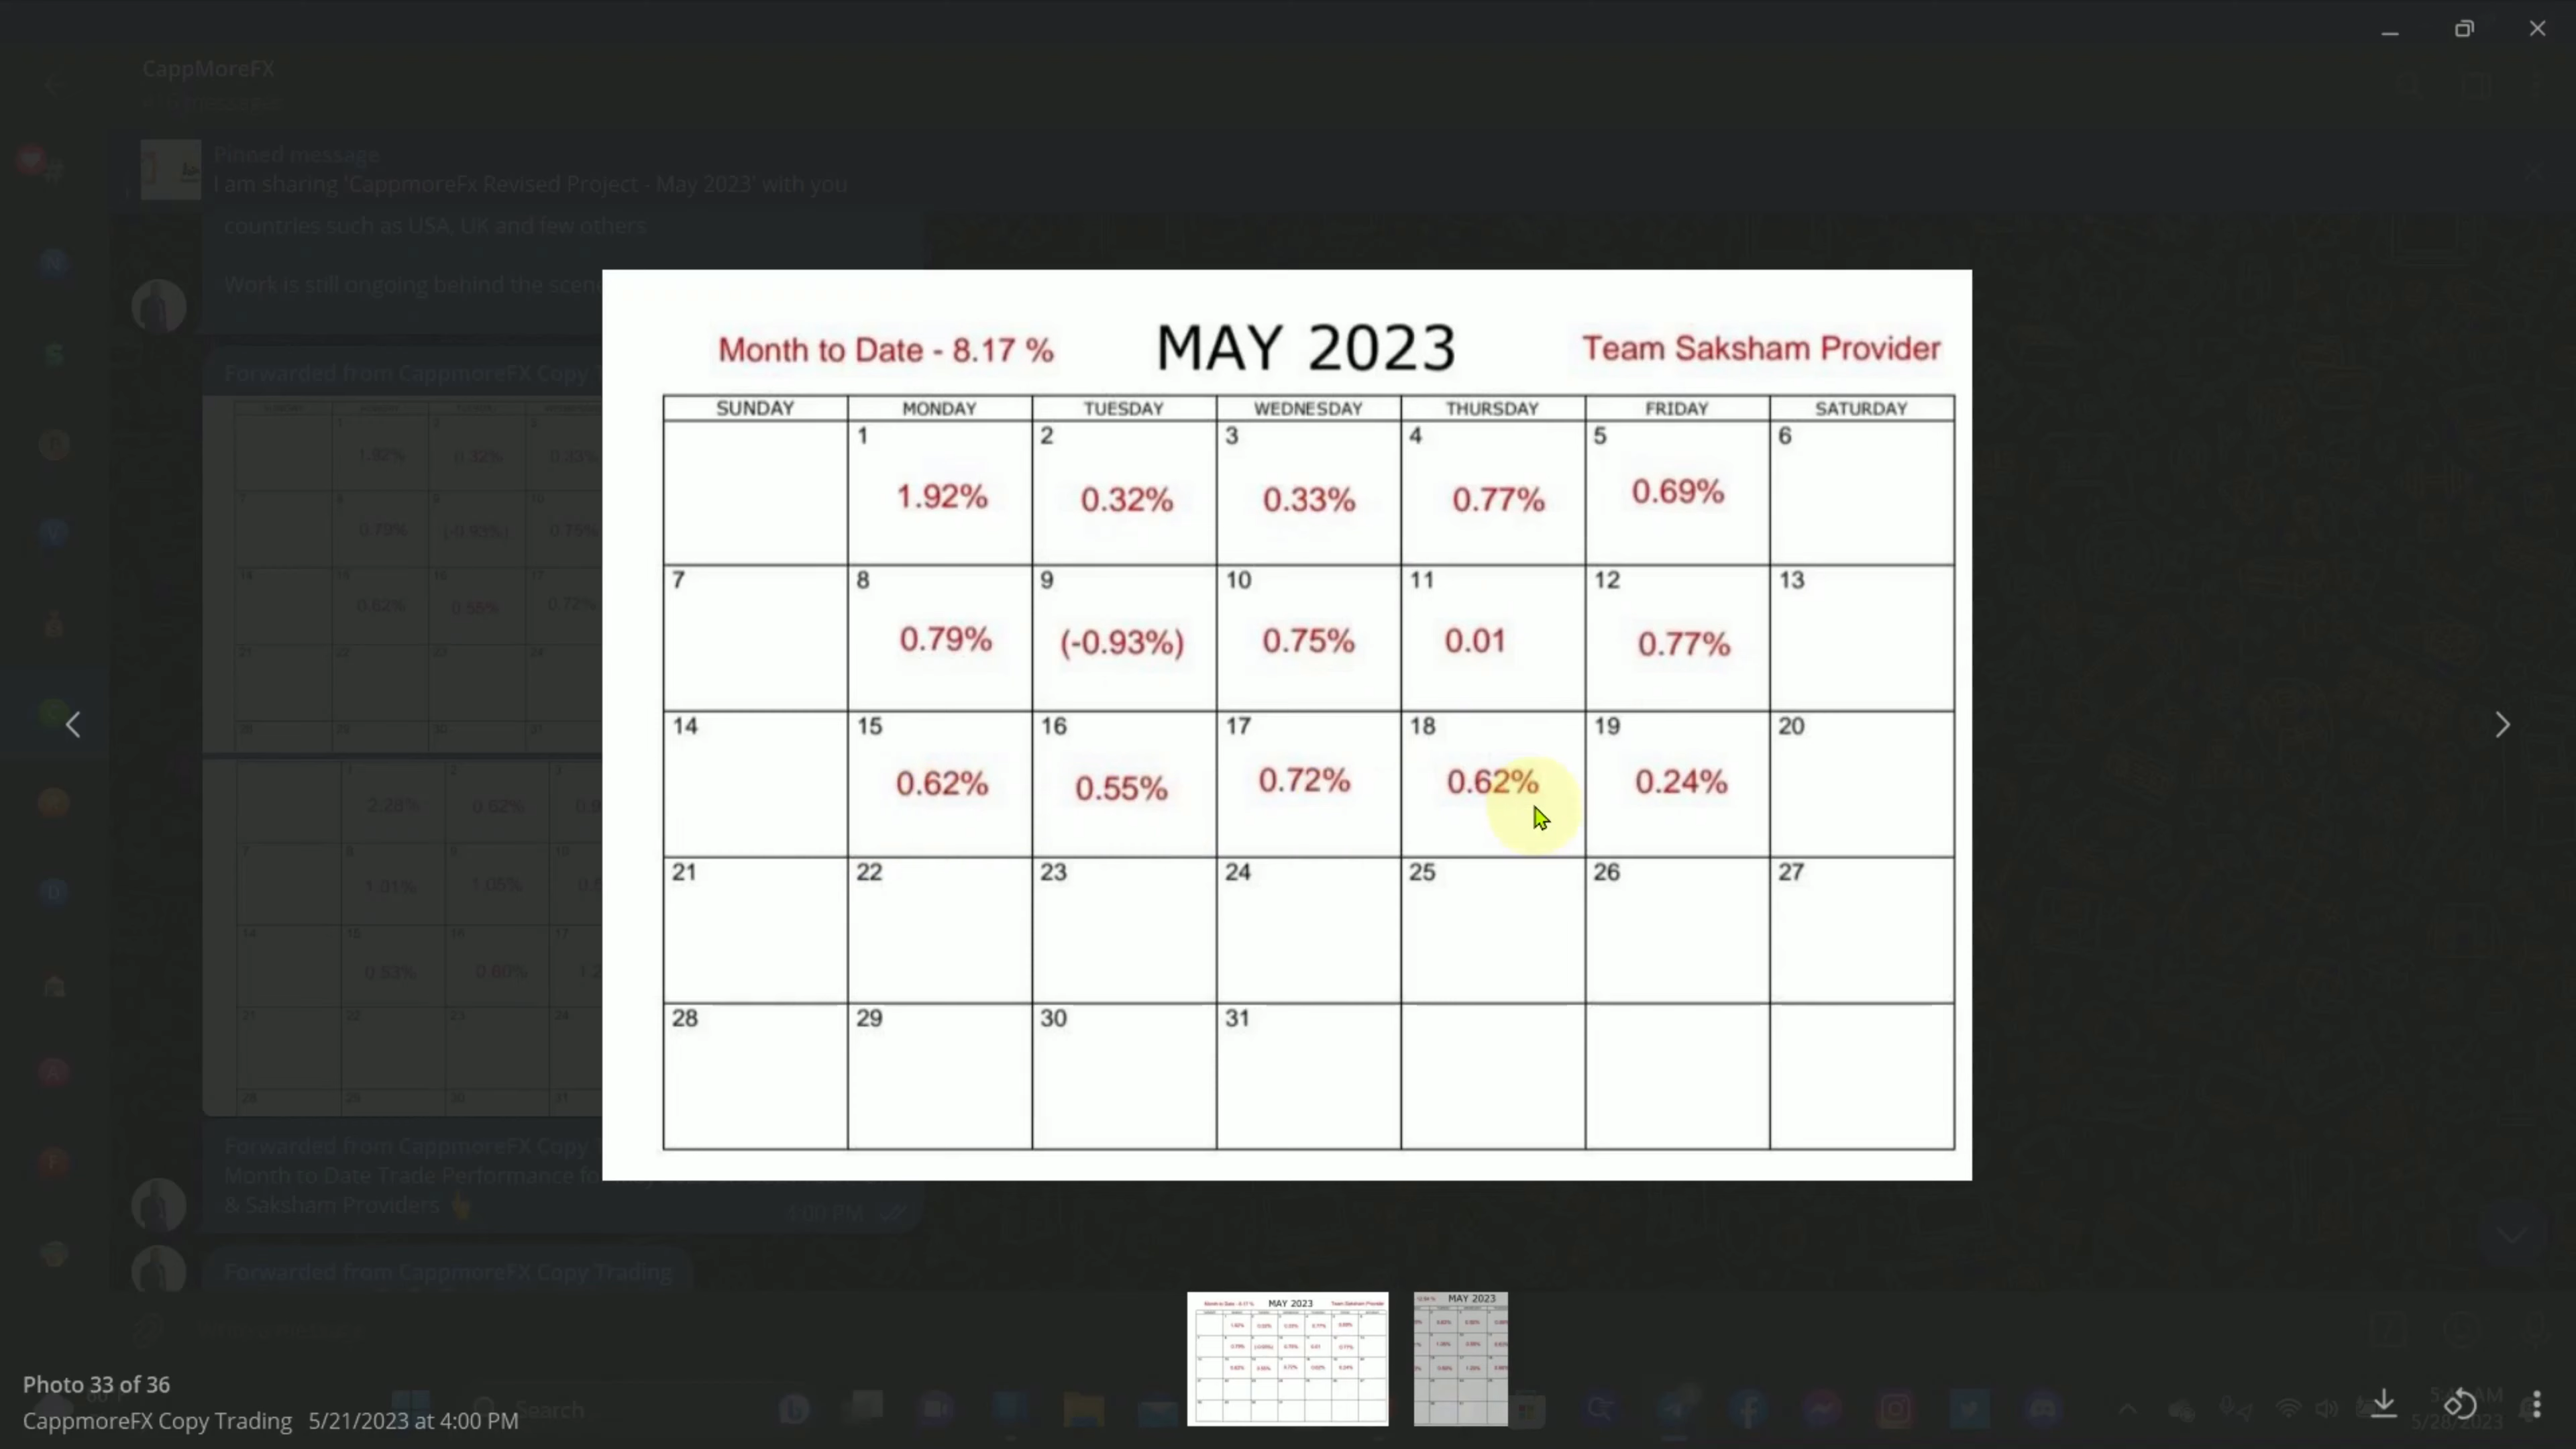 CappMoreFX
Pinned message
I am sharing 'CappmoreFx Revised Project - May 2023' with you
countries such as USA, UK and few others
Work is still ongoing behind the scene
Forwarded from CappmoreFX Copy
Month to Date - 8.17 %
MAY 2023
Team Saksham Provider
SUNDAY MONDAY TUESDAY WEDNESDAY THURSDAY FRIDAY SATURDAY
1 2 3 4 5 6
1.92% 0.32% 0.33% 0.77% 0.69%
7 8 9 10 11 12 13
0.79% (-0.93%) 0.75% 0.01 0.77%
14 15 16 17 18 19 20
0.62% 0.55% 0.72% 0.62% 0.24%
21 22 23 24 25 26 27
28 29 30 31
Forwarded from CappmoreFX Copy
Month to Date Trade Performance
& Saksham Providers
1:00 PM
Forwarded from CappmoreFX Copy Trading
Photo 33 of 36
CappmoreFX Copy Trading 5/21/2023 at 4:00 PM
Search
5/28/2023